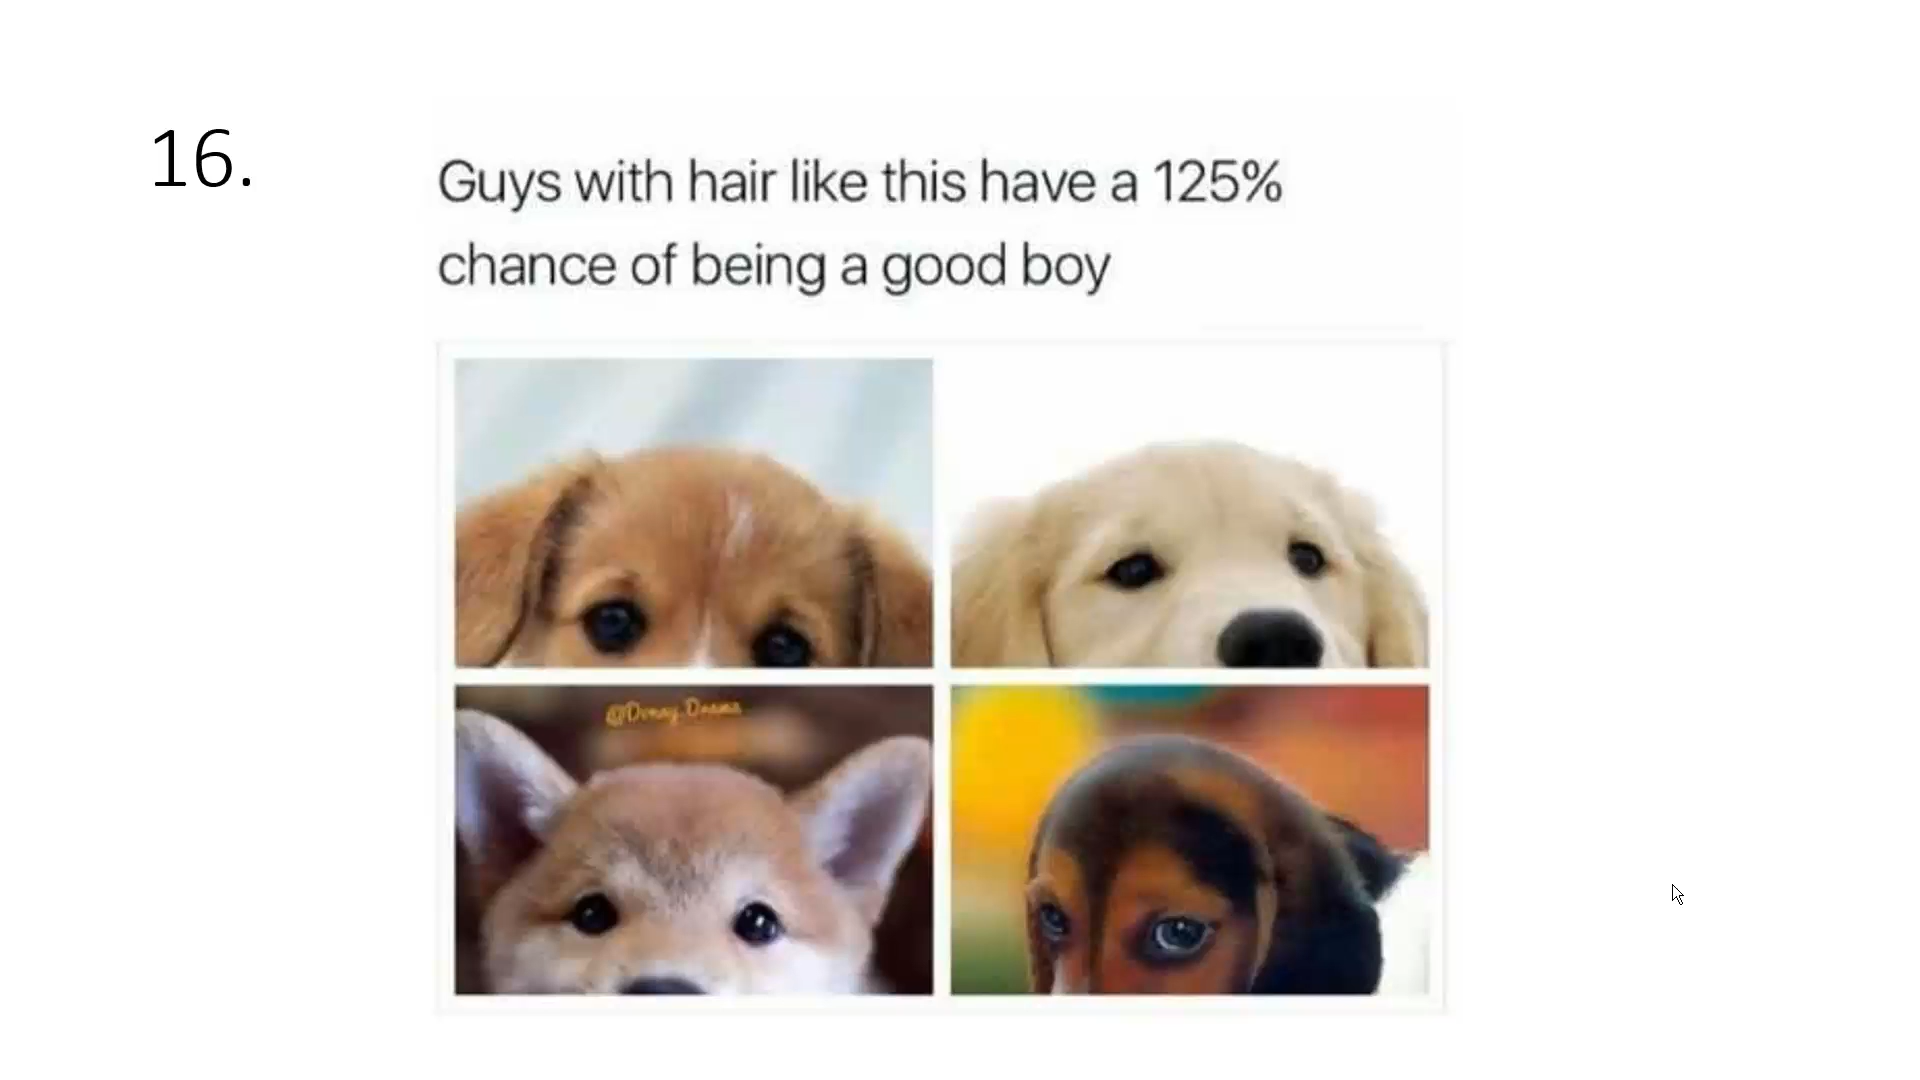 16.
Guys with hair like this have a 125%
chance of being a good boy